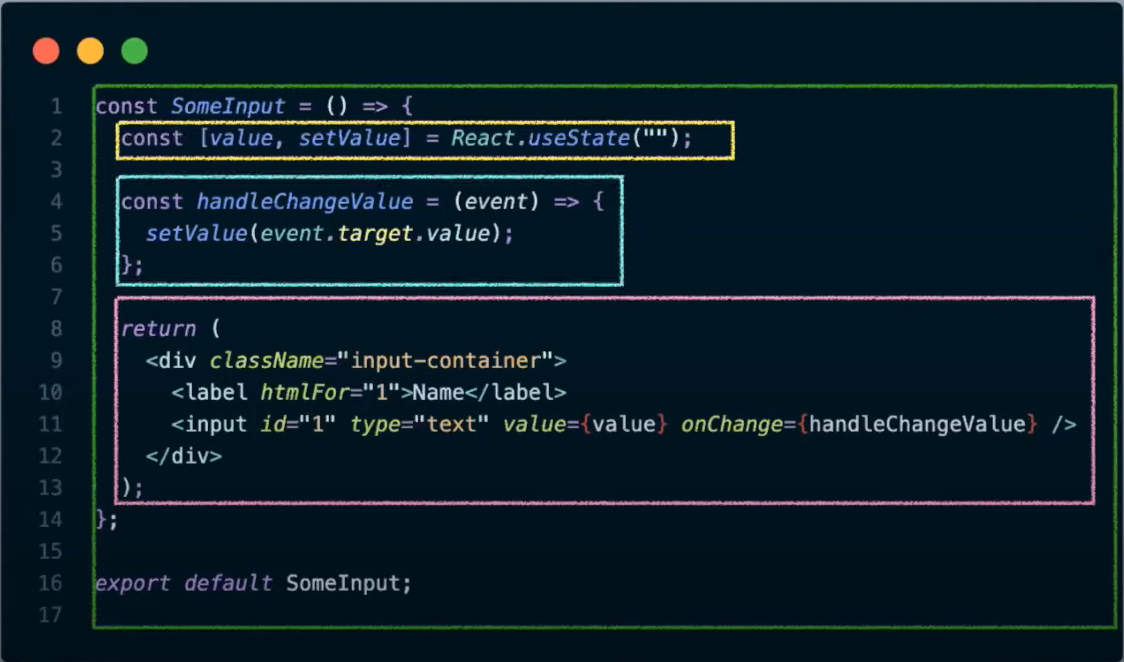 1 const SomeInput = () => {
2 const [value, setValue] = React.useState("");
3
4 const handleChangeValue = (event) => {
5 setValue(event.target.value);
6 };
7
8 return (
9 <div className="input-container">
10 <label htmlFor="1">Name</label>
11 <input id="1" type="text" value={value} onChange={handleChangeValue} />
12 </div>
13 );
14 };
15
16 export default SomeInput;
17